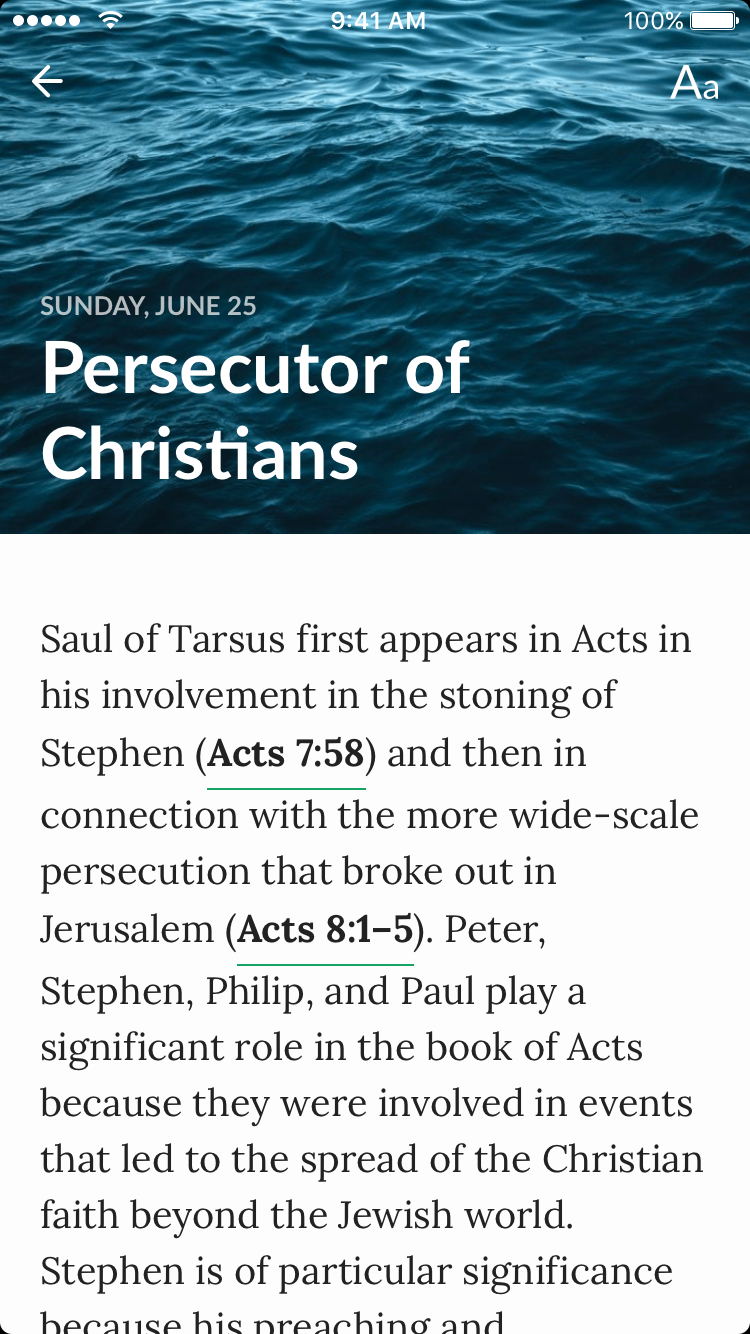 9:41 AM
100%
Aa
SUNDAY, JUNE 25
Persecutor of
Christians
Saul of Tarsus first appears in Acts in
his involvement in the stoning of
Stephen (Acts 7:58) and then in
connection with the more wide-scale
persecution that broke out in
Jerusalem (Acts 8:1–5). Peter,
Stephen, Philip, and Paul play a
significant role in the book of Acts
because they were involved in events
that led to the spread of the Christian
faith beyond the Jewish world.
Stephen is of particular significance
because his preaching and